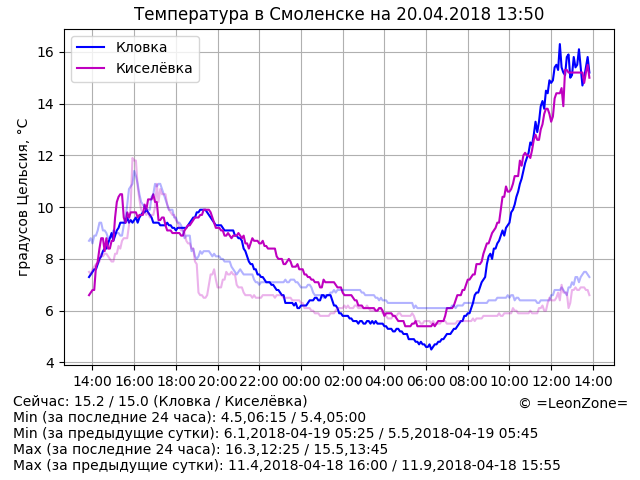 Температура в Смоленске на 20.04.2018 13:50
Кловка
Киселёвка
градусов Цельсия, °C
16
14
12
10
8
6
4
14:00 16:00 18:00 20:00 22:00 00:00 02:00 04:00 06:00 08:00 10:00 12:00 14:00
Сейчас: 15.2 / 15.0 (Кловка / Киселёвка)
© =LeonZone=
Min (за последние 24 часа): 4.5,06:15 / 5.4,05:00
Min (за предыдущие сутки): 6.1,2018-04-19 05:25 / 5.5,2018-04-19 05:45
Max (за последние 24 часа): 16.3,12:25 / 15.5,13:45
Max (за предыдущие сутки): 11.4,2018-04-18 16:00 / 11.9,2018-04-18 15:55